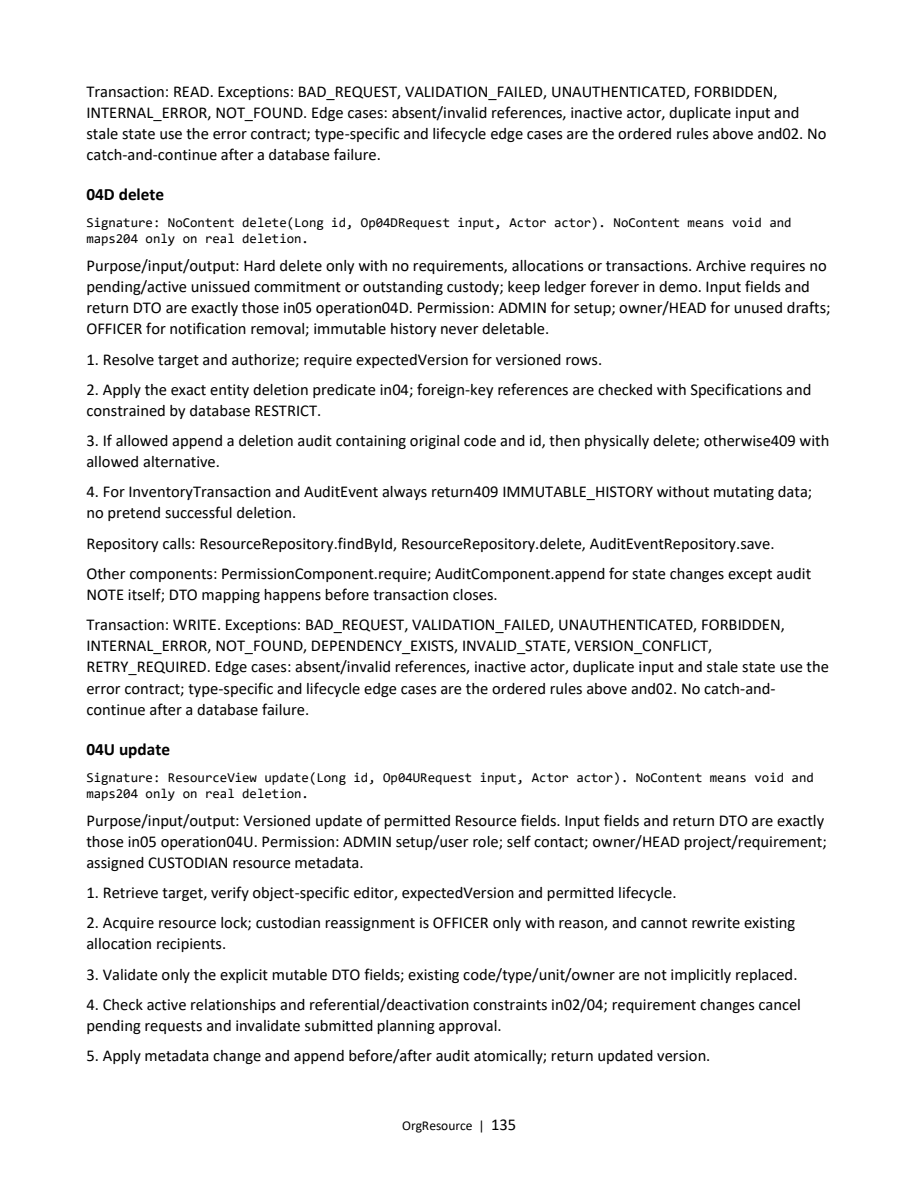 Transaction: READ. Exceptions: BAD_REQUEST, VALIDATION_FAILED, UNAUTHENTICATED, FORBIDDEN,
INTERNAL_ERROR, NOT_FOUND. Edge cases: absent/invalid references, inactive actor, duplicate input and
stale state use the error contract; type-specific and lifecycle edge cases are the ordered rules above and02. No
catch-and-continue after a database failure.
04D delete
Signature: NoContent delete(Long id, Op04DRequest input, Actor actor). NoContent means void and
maps204 only on real deletion.
Purpose/input/output: Hard delete only with no requirements, allocations or transactions. Archive requires no
pending/active unissued commitment or outstanding custody; keep ledger forever in demo. Input fields and
return DTO are exactly those in05 operation04D. Permission: ADMIN for setup; owner/HEAD for unused drafts;
OFFICER for notification removal; immutable history never deletable.
1. Resolve target and authorize; require expectedVersion for versioned rows.
2. Apply the exact entity deletion predicate in04; foreign-key references are checked with Specifications and
constrained by database RESTRICT.
3. If allowed append a deletion audit containing original code and id, then physically delete; otherwise409 with
allowed alternative.
4. For InventoryTransaction and AuditEvent always return409 IMMUTABLE_HISTORY without mutating data;
no pretend successful deletion.
Repository calls: ResourceRepository.findById, ResourceRepository.delete, AuditEventRepository.save.
Other components: PermissionComponent.require; AuditComponent.append for state changes except audit
NOTE itself; DTO mapping happens before transaction closes.
Transaction: WRITE. Exceptions: BAD_REQUEST, VALIDATION_FAILED, UNAUTHENTICATED, FORBIDDEN,
INTERNAL_ERROR, NOT_FOUND, DEPENDENCY_EXISTS, INVALID_STATE, VERSION_CONFLICT,
RETRY_REQUIRED. Edge cases: absent/invalid references, inactive actor, duplicate input and stale state use the
error contract; type-specific and lifecycle edge cases are the ordered rules above and02. No catch-and-
continue after a database failure.
04U update
Signature: ResourceView update(Long id, Op04URequest input, Actor actor). NoContent means void and
maps204 only on real deletion.
Purpose/input/output: Versioned update of permitted Resource fields. Input fields and return DTO are exactly
those in05 operation04U. Permission: ADMIN setup/user role; self contact; owner/HEAD project/requirement;
assigned CUSTODIAN resource metadata.
1. Retrieve target, verify object-specific editor, expectedVersion and permitted lifecycle.
2. Acquire resource lock; custodian reassignment is OFFICER only with reason, and cannot rewrite existing
allocation recipients.
3. Validate only the explicit mutable DTO fields; existing code/type/unit/owner are not implicitly replaced.
4. Check active relationships and referential/deactivation constraints in02/04; requirement changes cancel
pending requests and invalidate submitted planning approval.
5. Apply metadata change and append before/after audit atomically; return updated version.
OrgResource | 135